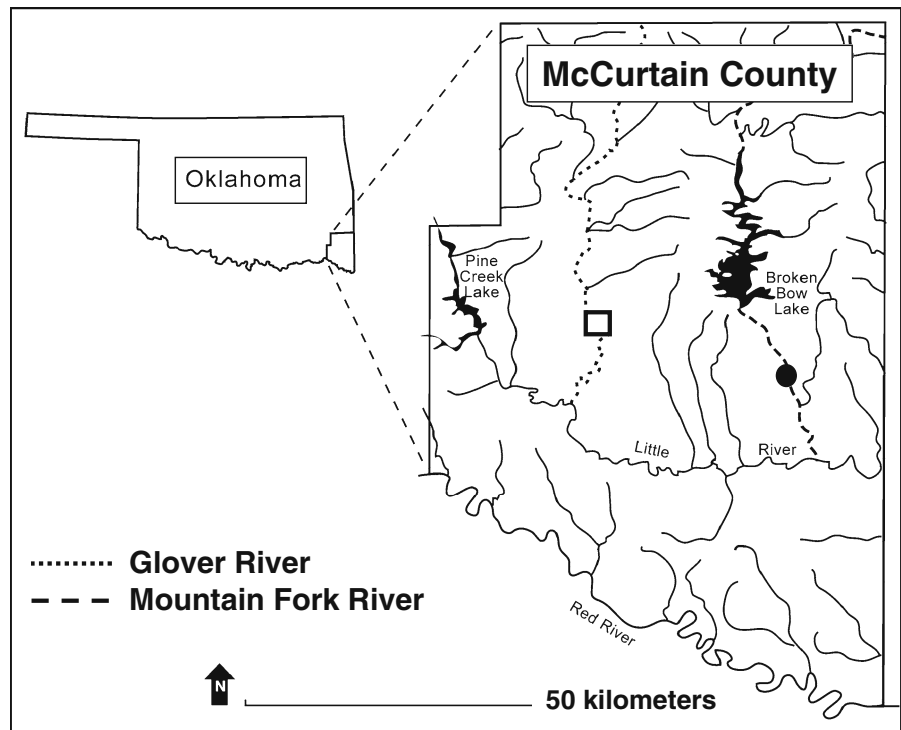 McCurtain County
Oklahoma
Pine
Creek
Lake
Broken
Bow
Lake
Little
River
Glover River
Mountain Fork River
Red River
N
50 kilometers